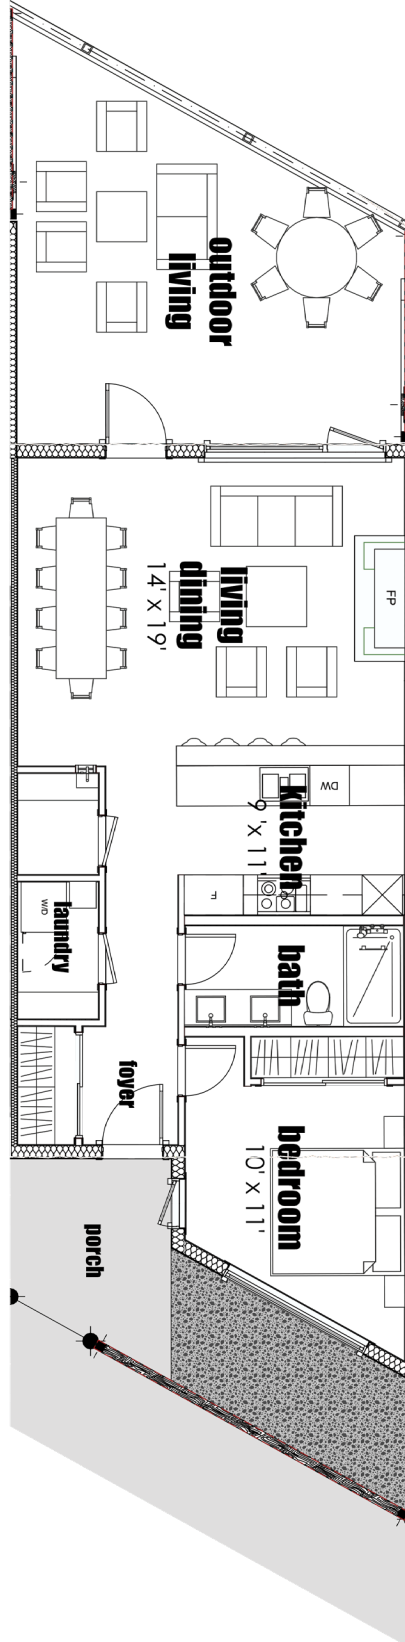 outdoor
living
FP
living
dining
14' x 19'
DW
kitchen
9' x 11'
F
W/D
laundry
bath
foyer
bedroom
10' x 11'
porch